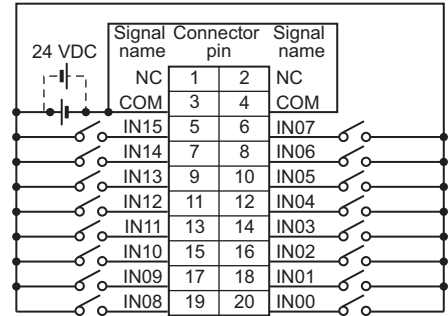 Signal name Connector pin Signal name
24 VDC
NC 1 2 NC
COM 3 4 COM
IN15 5 6 IN07
IN14 7 8 IN06
IN13 9 10 IN05
IN12 11 12 IN04
IN11 13 14 IN03
IN10 15 16 IN02
IN09 17 18 IN01
IN08 19 20 IN00